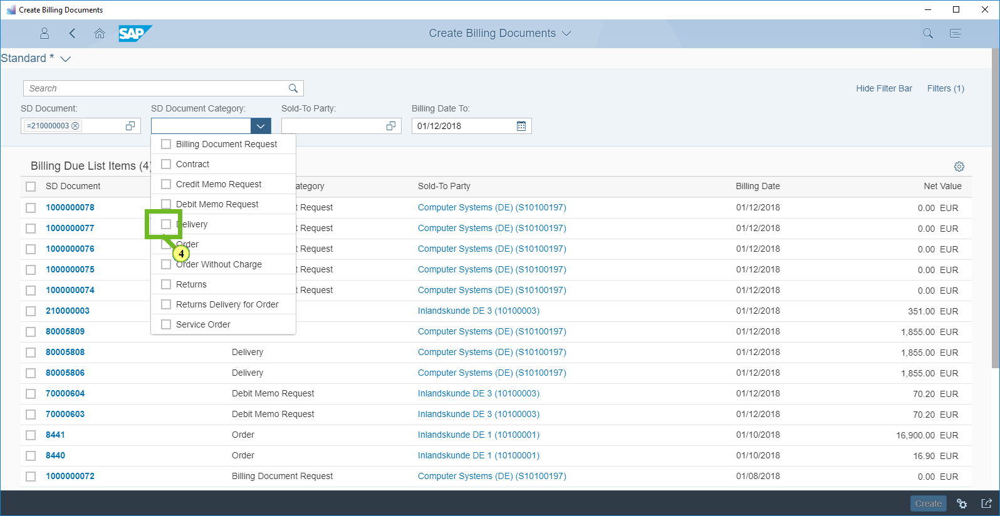 Create Billing Documents
SAP
Create Billing Documents
Standard *
Search
Hide Filter Bar Filters (1)
SD Document: SD Document Category: Sold-To Party: Billing Date To:
=210000003 01/12/2018
Billing Document Request
Contract
Credit Memo Request
Debit Memo Request
Delivery
Order
Order Without Charge
Returns
Returns Delivery for Order
Service Order
4
Billing Due List Items (4)
SD Document ategory Sold-To Party Billing Date Net Value
1000000078 t Request Computer Systems (DE) (S10100197) 01/12/2018 0.00 EUR
1000000077 t Request Computer Systems (DE) (S10100197) 01/12/2018 0.00 EUR
1000000076 t Request Computer Systems (DE) (S10100197) 01/12/2018 0.00 EUR
1000000075 t Request Computer Systems (DE) (S10100197) 01/12/2018 0.00 EUR
1000000074 t Request Computer Systems (DE) (S10100197) 01/12/2018 0.00 EUR
210000003 Inlandskunde DE 3 (10100003) 01/12/2018 351.00 EUR
80005809 Computer Systems (DE) (S10100197) 01/12/2018 1,855.00 EUR
80005808 Delivery Computer Systems (DE) (S10100197) 01/12/2018 1,855.00 EUR
80005806 Delivery Computer Systems (DE) (S10100197) 01/12/2018 1,855.00 EUR
70000604 Debit Memo Request Inlandskunde DE 3 (10100003) 01/12/2018 70.20 EUR
70000603 Debit Memo Request Inlandskunde DE 3 (10100003) 01/12/2018 70.20 EUR
8441 Order Inlandskunde DE 1 (10100001) 01/10/2018 16,900.00 EUR
8440 Order Inlandskunde DE 1 (10100001) 01/10/2018 16.90 EUR
1000000072 Billing Document Request Computer Systems (DE) (S10100197) 01/08/2018 0.00 EUR
Create